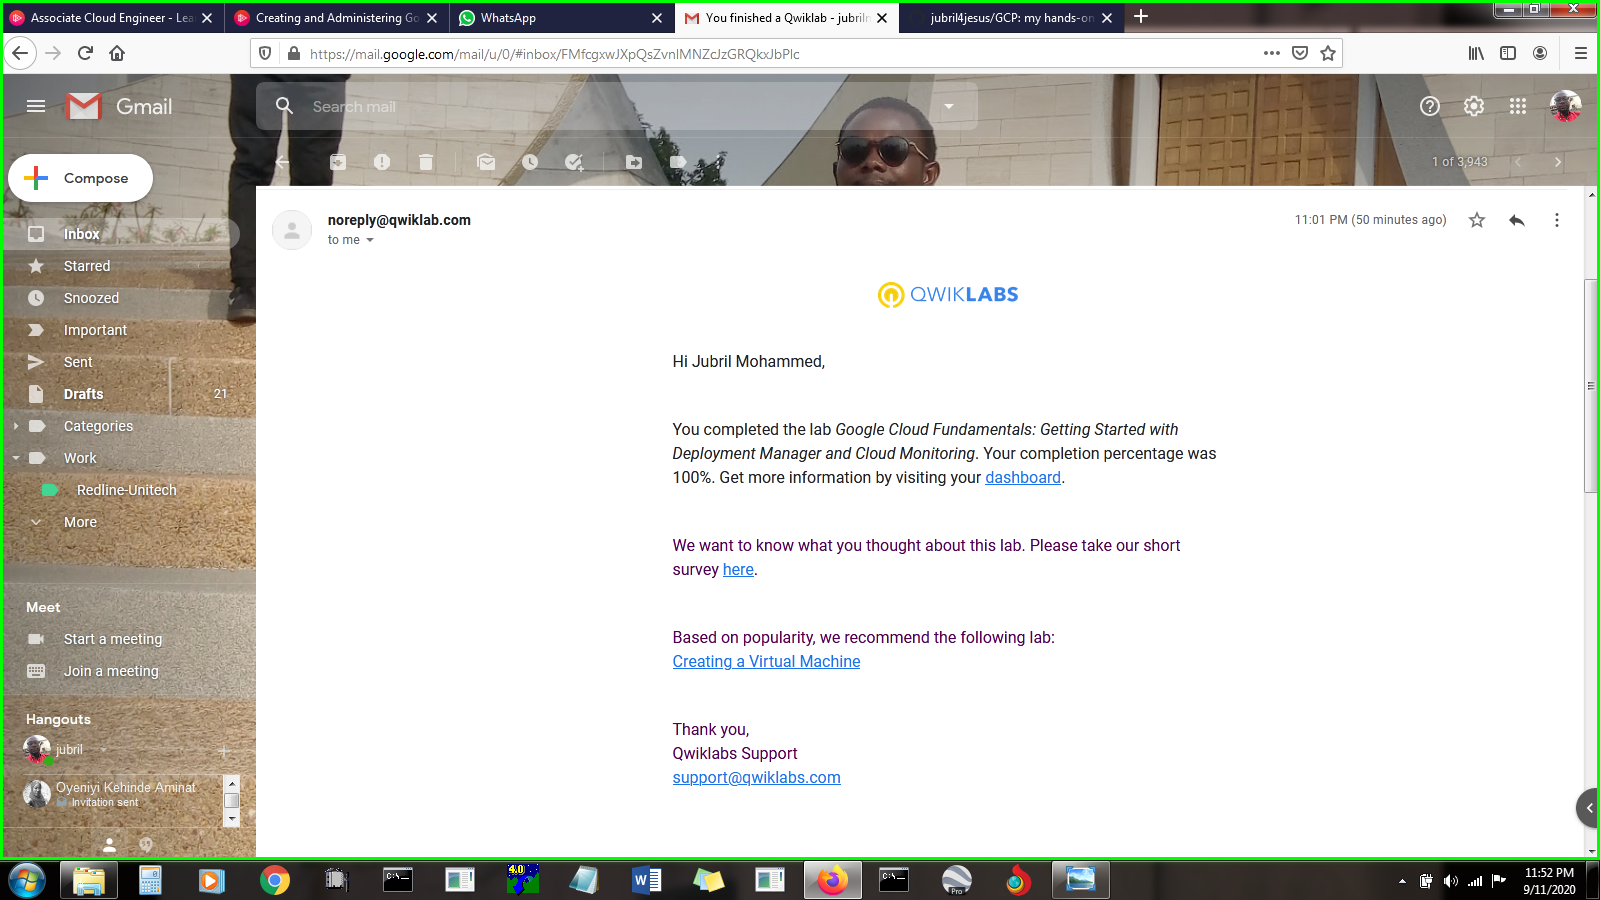 Associate Cloud Engineer - Lea
Creating and Administering Go
WhatsApp
You finished a Qwiklab - jubriln
jubril4jesus/GCP: my hands-on
https://mail.google.com/mail/u/0/#inbox/FMfcgxwJXpQsZvnlMNZcJzGRQkxJbPlc
Gmail
Search mail
1 of 3,943
Compose
Inbox
Starred
Snoozed
Important
Sent
Drafts 21
Categories
Work
Redline-Unitech
More
Meet
Start a meeting
Join a meeting
Hangouts
jubril
Oyeniyi Kehinde Aminat
Invitation sent
noreply@qwiklab.com
to me
11:01 PM (50 minutes ago)
QWIKLABS
Hi Jubril Mohammed,
You completed the lab Google Cloud Fundamentals: Getting Started with
Deployment Manager and Cloud Monitoring. Your completion percentage was
100%. Get more information by visiting your dashboard.
We want to know what you thought about this lab. Please take our short
survey here.
Based on popularity, we recommend the following lab:
Creating a Virtual Machine
Thank you,
Qwiklabs Support
support@qwiklabs.com
4.0
C:\_
C:\_
Pro
11:52 PM
9/11/2020